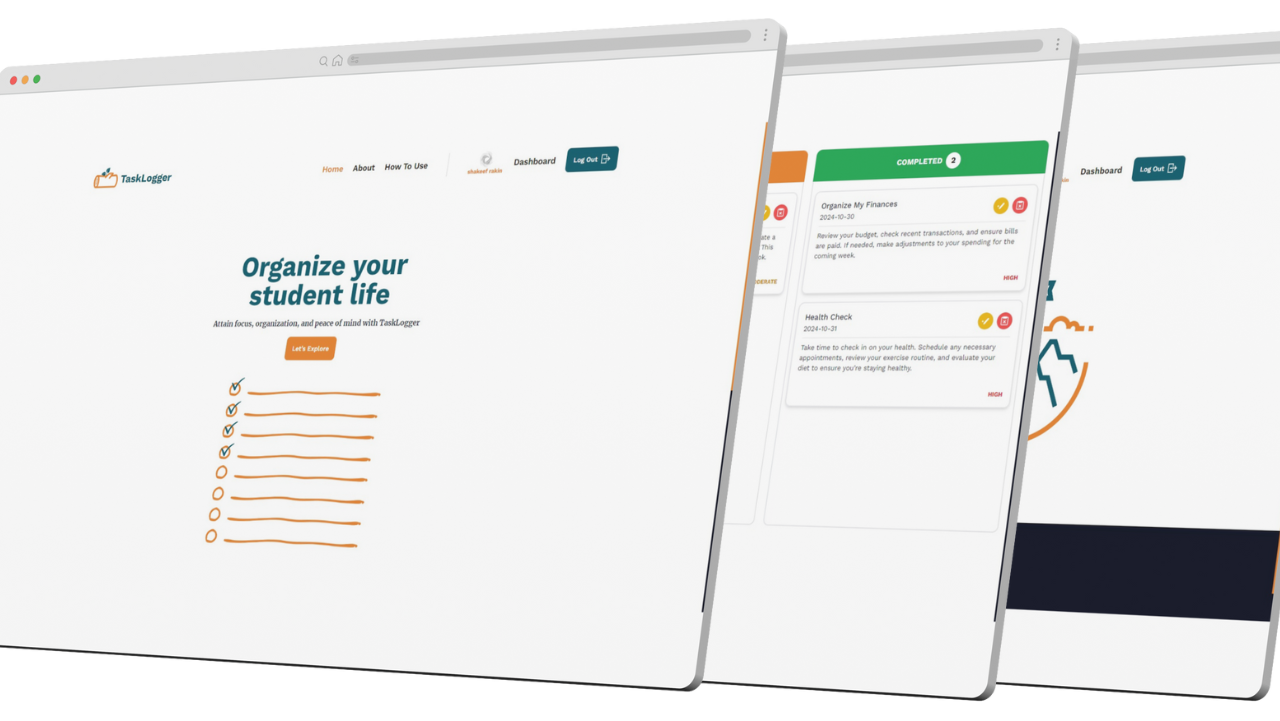 TaskLogger
Home
About
How To Use
shakeef rakin
Dashboard
Log Out
Organize your
student life
Attain focus, organization, and peace of mind with TaskLogger
Let's Explore
ate a
This
ek.
DERATE
COMPLETED 2
Organize My Finances
2024-10-30
Review your budget, check recent transactions, and ensure bills
are paid. If needed, make adjustments to your spending for the
coming week.
HIGH
Health Check
2024-10-31
Take time to check in on your health. Schedule any necessary
appointments, review your exercise routine, and evaluate your
diet to ensure you're staying healthy.
HIGH
Dashboard
Log Out